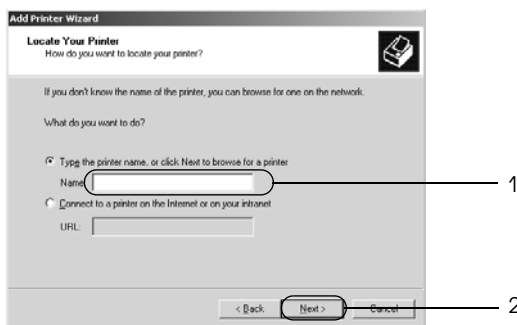 Add Printer Wizard
Locate Your Printer
How do you want to locate your printer?
If you don't know the name of the printer, you can browse for one on the network.
What do you want to do?
Type the printer name, or click Next to browse for a printer
Name:
1
Connect to a printer on the Internet or on your intranet
URL:
< Back Next > Cancel
2